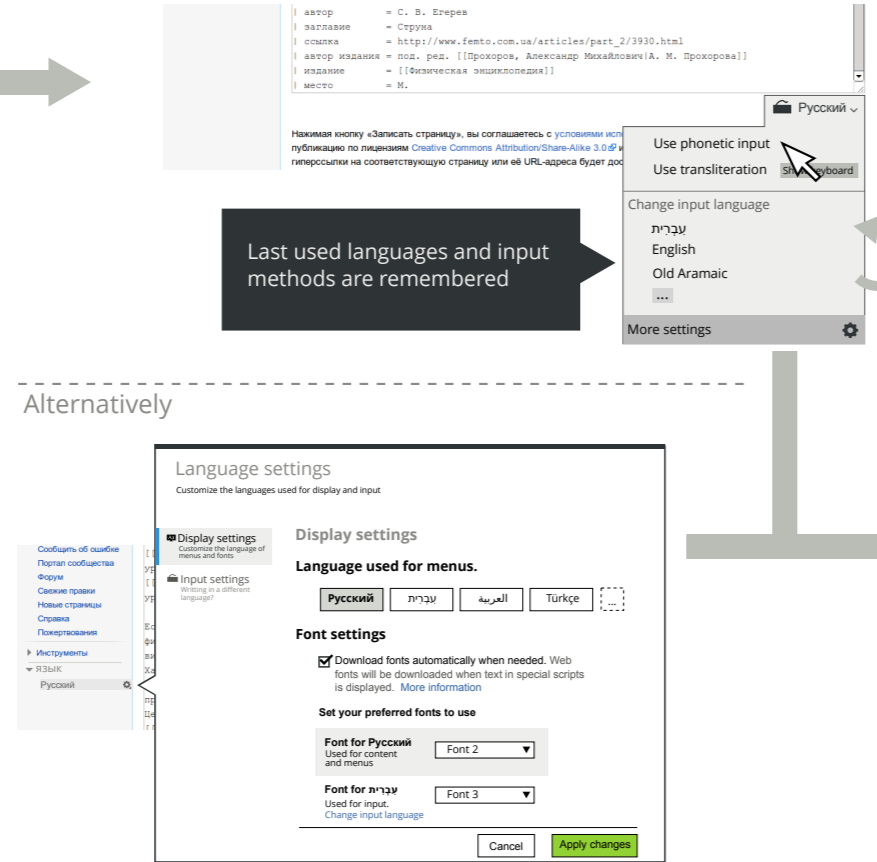 | автор = С. В. Егерев
| заглавие = Струна
| ссылка = http://www.femto.com.ua/articles/part_2/3930.html
| автор издания = под. ред. [[Прохоров, Александр Михайлович|А. М. Прохорова]]
| издание = [[Физическая энциклопедия]]
| место = М.
Русский
Нажимая кнопку «Записать страницу», вы соглашаетесь с условиями
публикацию по лицензиям Creative Commons Attribution/Share-Alike 3.0 и
гиперссылки на соответствующую страницу или её URL-адреса будет
Use phonetic input
Use transliteration
Change input language
עִבְרִית
English
Old Aramaic
...
More settings
Last used languages and input
methods are remembered
Alternatively
Language settings
Customize the languages used for display and input
Display settings
Customize the language of
menus and fonts
Input settings
Writting in a different
language?
Display settings
Language used for menus.
Русский עִבְרִית العربية Türkçe ...
Font settings
Download fonts automatically when needed. Web
fonts will be downloaded when text in special scripts
is displayed. More information
Set your preferred fonts to use
Font for Русский
Used for content
and menus
Font 2
Font for עִבְרִית
Used for input.
Change input language
Font 3
Cancel Apply changes
Сообщить об ошибке
Портал сообщества
Форум
Свежие правки
Новые страницы
Справка
Пожертвования
Инструменты
ЯЗЫК
Русский